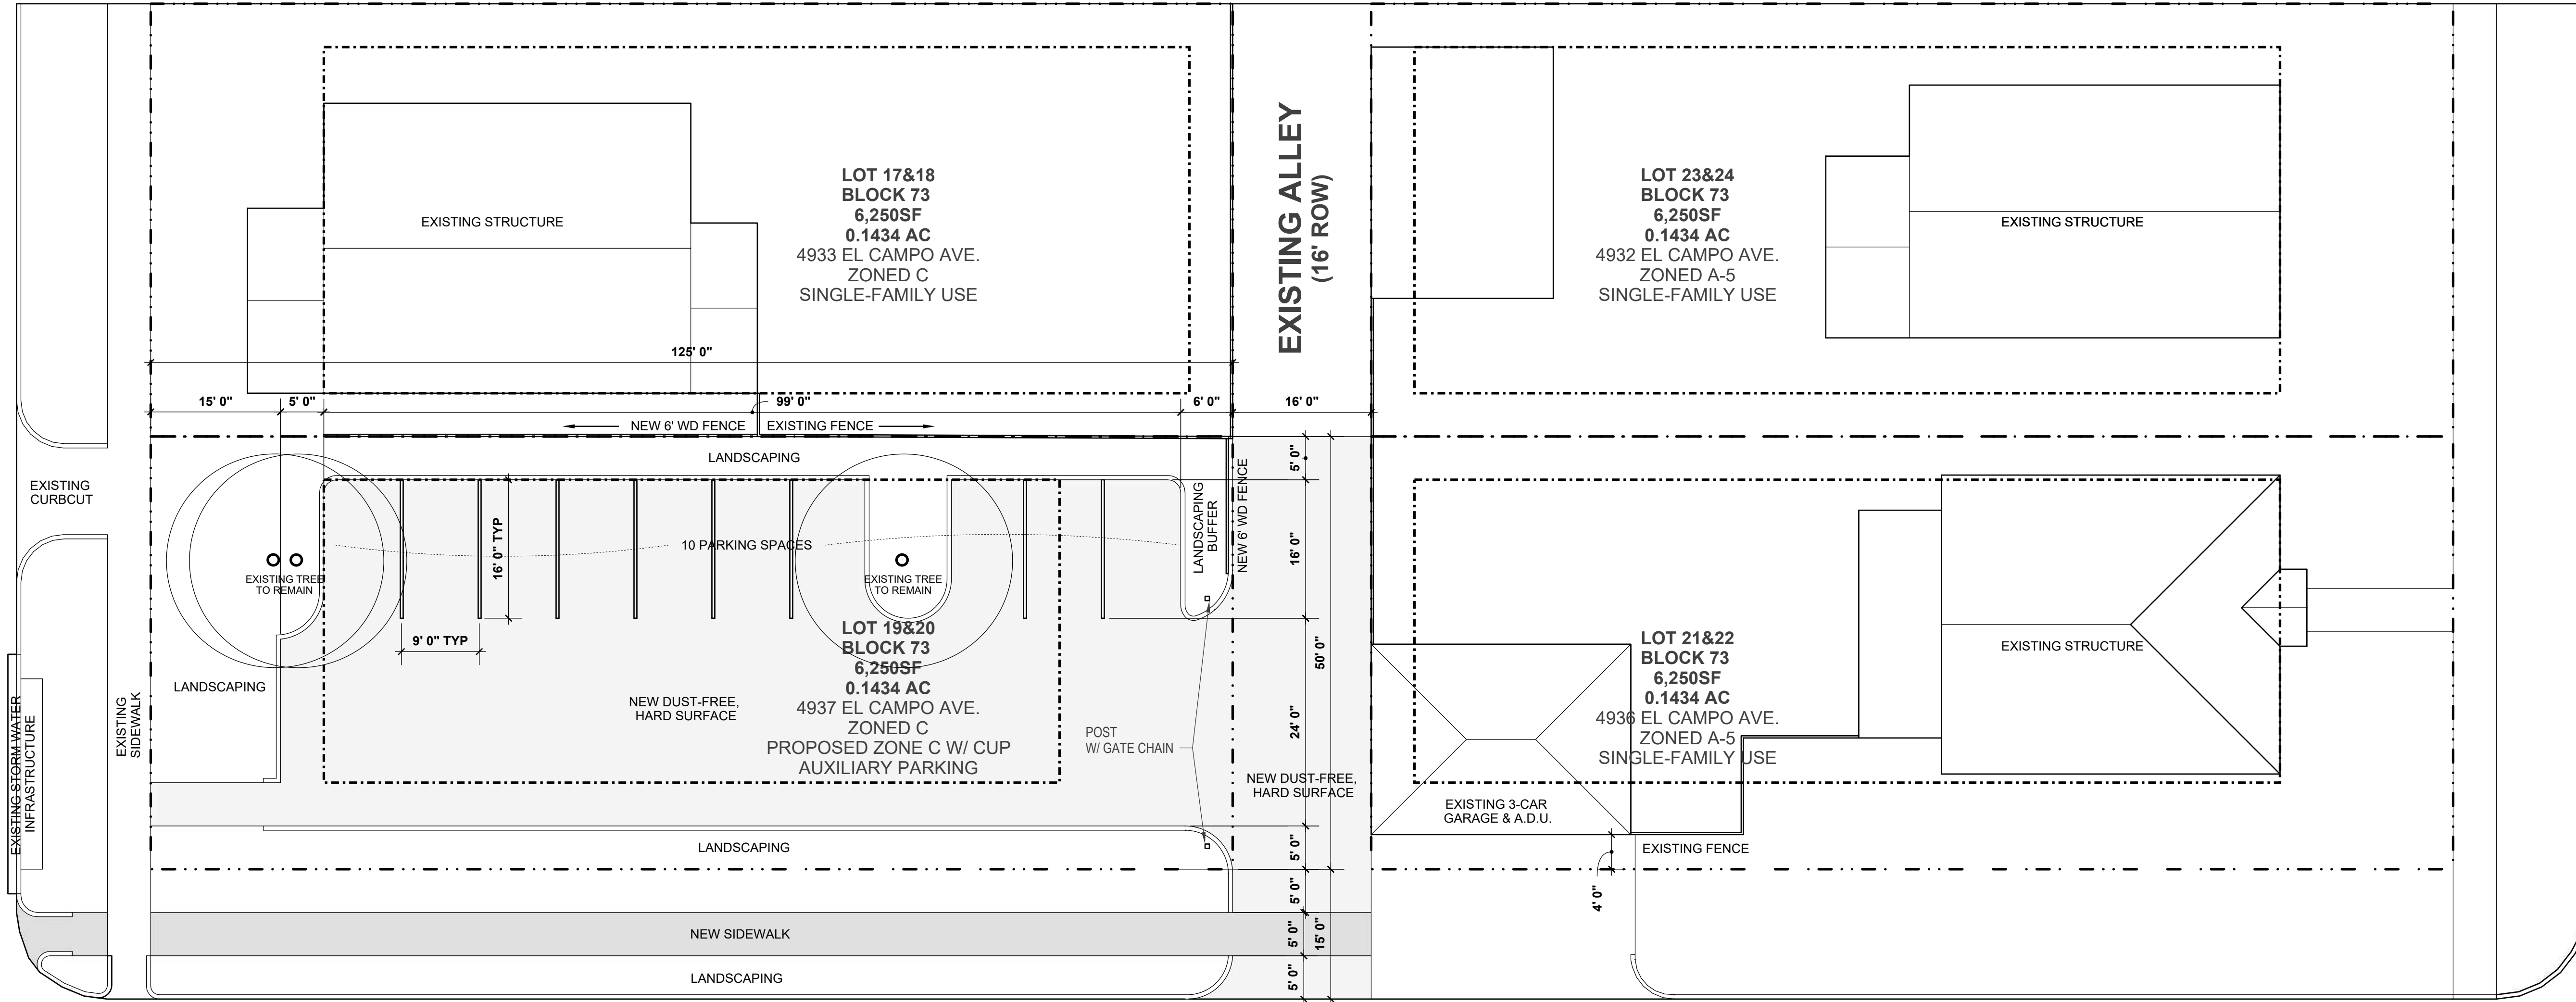 EXISTING ALLEY
(16' ROW)
LOT 17&18
BLOCK 73
6,250SF
0.1434 AC
4933 EL CAMPO AVE.
ZONED C
SINGLE-FAMILY USE
EXISTING STRUCTURE
LOT 23&24
BLOCK 73
6,250SF
0.1434 AC
4932 EL CAMPO AVE.
ZONED A-5
SINGLE-FAMILY USE
EXISTING STRUCTURE
125' 0"
15' 0"
5' 0"
99' 0"
6' 0"
16' 0"
NEW 6' WD FENCE
EXISTING FENCE
LANDSCAPING
5' 0"
EXISTING
CURBCUT
16' 0" TYP
10 PARKING SPACES
LANDSCAPING
BUFFER
NEW 6' WD FENCE
16' 0"
EXISTING TREE
TO REMAIN
EXISTING TREE
TO REMAIN
9' 0" TYP
LOT 19&20
BLOCK 73
6,250SF
0.1434 AC
4937 EL CAMPO AVE.
ZONED C
PROPOSED ZONE C W/ CUP
AUXILIARY PARKING
50' 0"
LOT 21&22
BLOCK 73
6,250SF
0.1434 AC
4936 EL CAMPO AVE.
ZONED A-5
SINGLE-FAMILY USE
EXISTING STRUCTURE
LANDSCAPING
EXISTING
SIDEWALK
EXISTING STORM WATER
INFRASTRUCTURE
NEW DUST-FREE,
HARD SURFACE
POST
W/ GATE CHAIN
24' 0"
NEW DUST-FREE,
HARD SURFACE
EXISTING 3-CAR
GARAGE & A.D.U.
LANDSCAPING
5' 0"
EXISTING FENCE
4' 0"
5' 0"
NEW SIDEWALK
5' 0"
15' 0"
LANDSCAPING
5' 0"